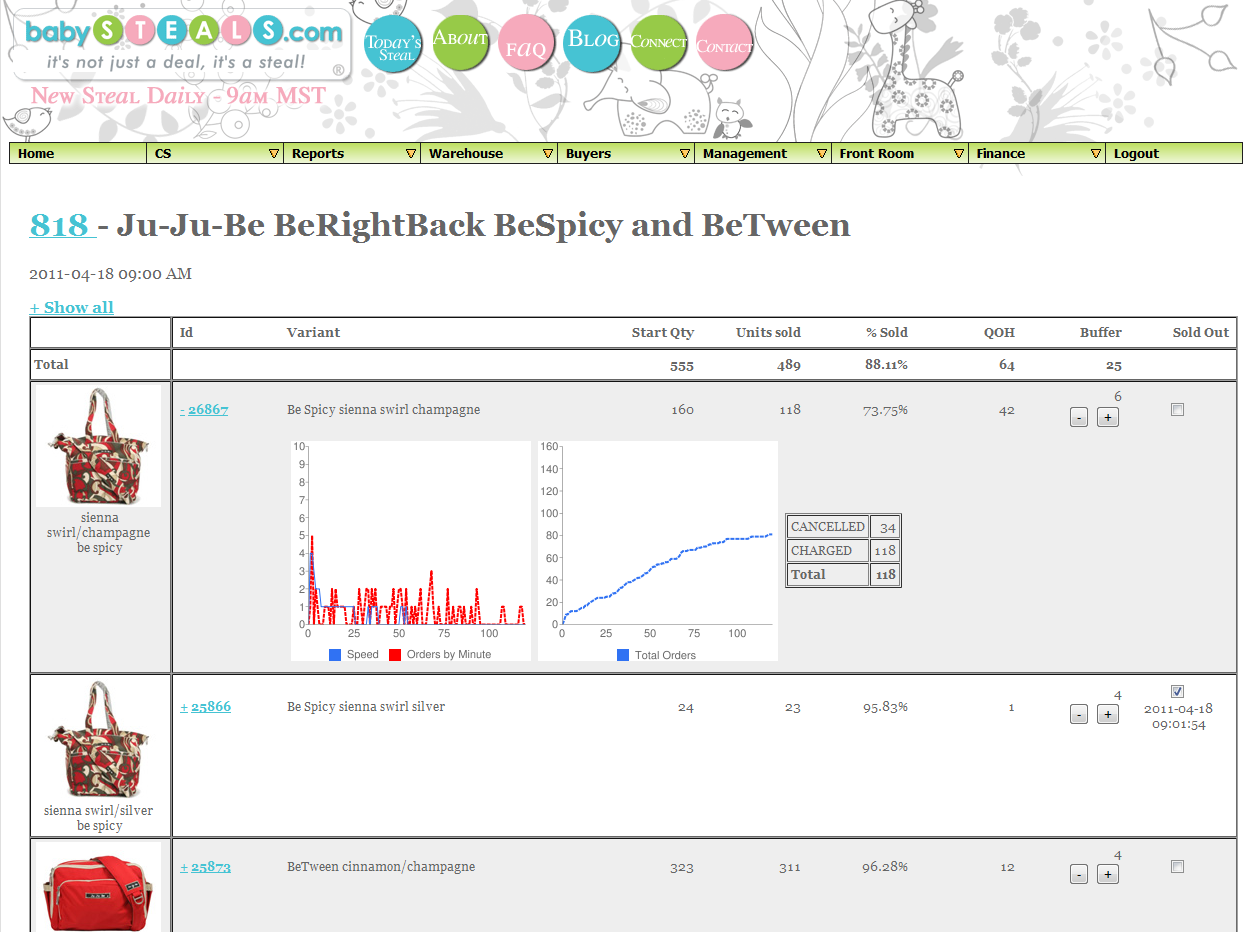 babySTEALS.com
it's not just a deal, it's a steal!
®
New Steal Daily - 9am MST
Today's Steal
About
FAQ
Blog
Connect
Contact
Home CS Reports Warehouse Buyers Management Front Room Finance Logout
818 - Ju-Ju-Be BeRightBack BeSpicy and BeTween
2011-04-18 09:00 AM
+ Show all
Id Variant Start Qty Units sold % Sold QOH Buffer Sold Out
Total 555 489 88.11% 64 25
- 26867 Be Spicy sienna swirl champagne 160 118 73.75% 42 6
- +
sienna
swirl/champagne
be spicy
10
9
8
7
6
5
4
3
2
1
0
0 25 50 75 100
Speed Orders by Minute
160
140
120
100
80
60
40
20
0
0 25 50 75 100
Total Orders
CANCELLED 34
CHARGED 118
Total 118
+ 25866 Be Spicy sienna swirl silver 24 23 95.83% 1 4
- +
2011-04-18
09:01:54
sienna swirl/silver
be spicy
+ 25873 BeTween cinnamon/champagne 323 311 96.28% 12 4
- +